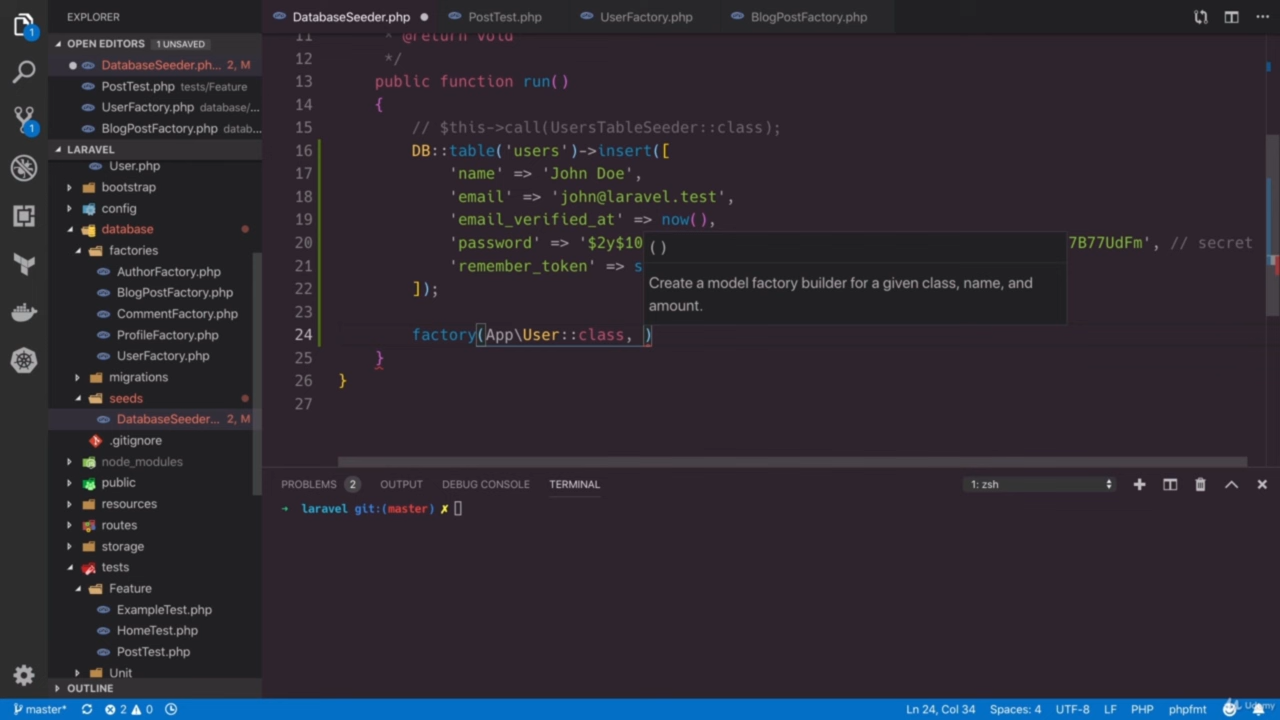 EXPLORER
DatabaseSeeder.php
PostTest.php
UserFactory.php
BlogPostFactory.php
1
OPEN EDITORS 1 UNSAVED
DatabaseSeeder.ph... 2, M
PostTest.php tests/Feature
UserFactory.php database/...
BlogPostFactory.php datab...
1
LARAVEL
User.php
bootstrap
config
database
factories
AuthorFactory.php
BlogPostFactory.php
CommentFactory.php
ProfileFactory.php
UserFactory.php
migrations
seeds
DatabaseSeeder... 2, M
.gitignore
node_modules
public
resources
routes
storage
tests
Feature
ExampleTest.php
HomeTest.php
PostTest.php
Unit
OUTLINE
11 * @return void
12 */
13 public function run()
14 {
15 // $this->call(UsersTableSeeder::class);
16 DB::table('users')->insert([
17 'name' => 'John Doe',
18 'email' => 'john@laravel.test',
19 'email_verified_at' => now(),
20 'password' => '$2y$10 7B77UdFm', // secret
21 'remember_token' => s
22 ]);
23
24 factory(App\User::class, )
25 }
26 }
27
()
Create a model factory builder for a given class, name, and
amount.
PROBLEMS 2 OUTPUT DEBUG CONSOLE TERMINAL 1: zsh
→ laravel git:(master) ✗
master* 2 0 Ln 24, Col 34 Spaces: 4 UTF-8 LF PHP phpfmt
Udemy